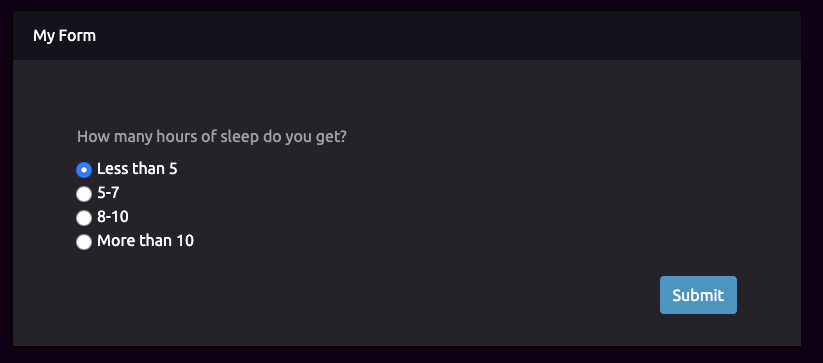 My Form
How many hours of sleep do you get?
Less than 5
5-7
8-10
More than 10
Submit